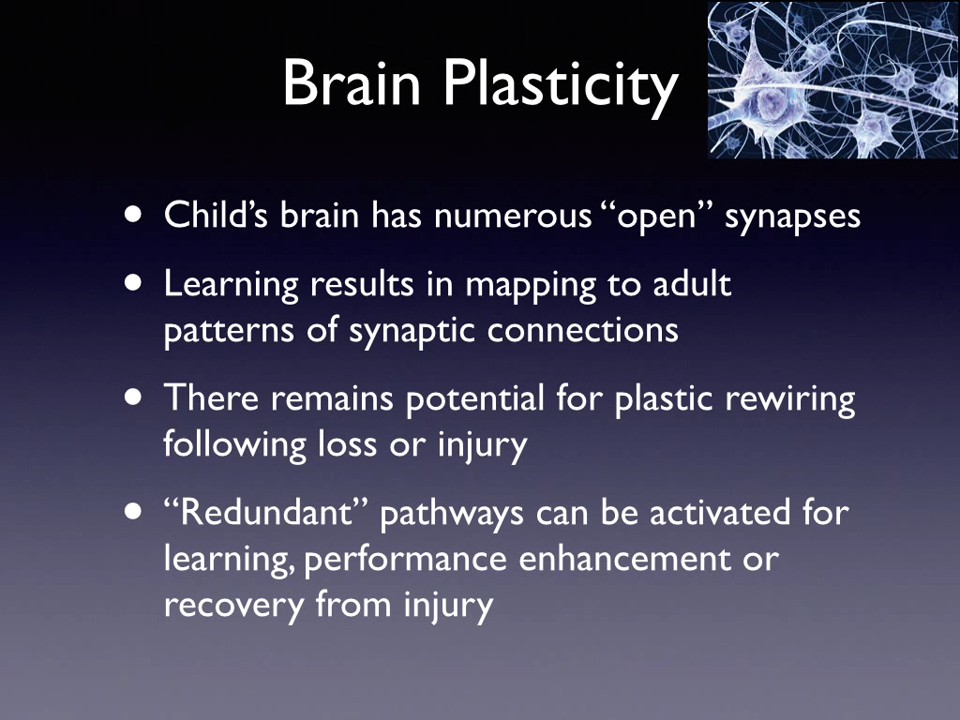 Brain Plasticity
• Child’s brain has numerous “open” synapses
• Learning results in mapping to adult
patterns of synaptic connections
• There remains potential for plastic rewiring
following loss or injury
• “Redundant” pathways can be activated for
learning, performance enhancement or
recovery from injury